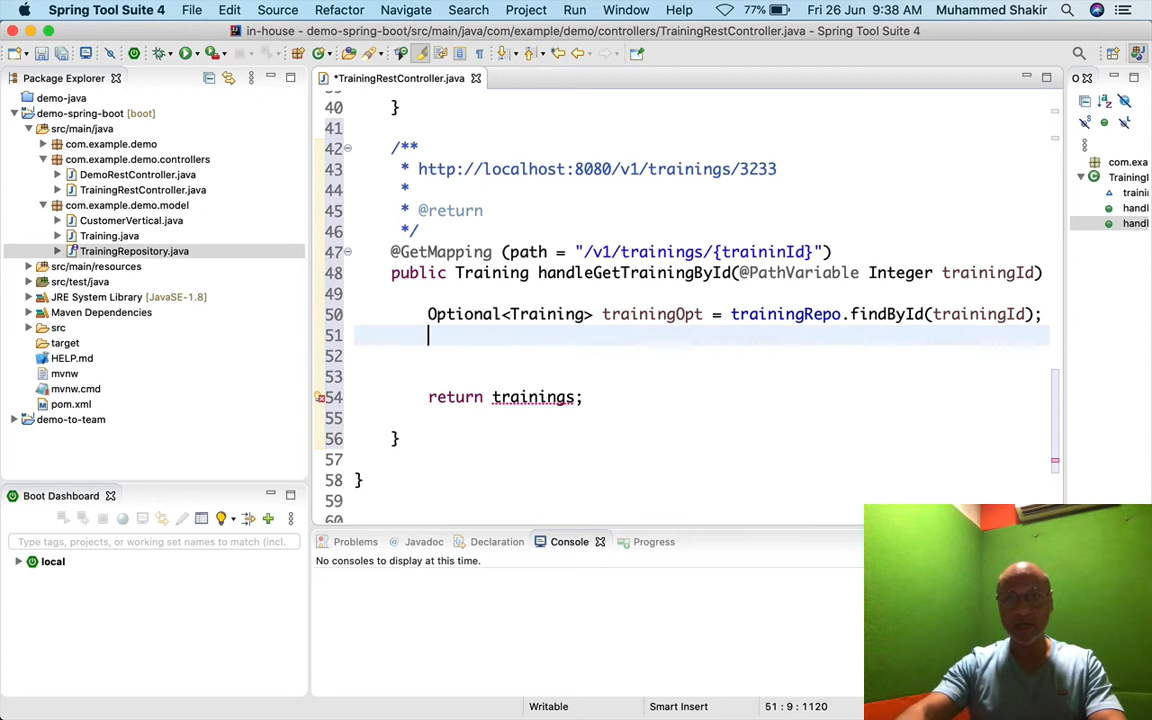 Spring Tool Suite 4 File Edit Source Refactor Navigate Search Project Run Window Help 77% Fri 26 Jun 9:38 AM Muhammed Shakir
in-house - demo-spring-boot/src/main/java/com/example/demo/controllers/TrainingRestController.java - Spring Tool Suite 4
Package Explorer
demo-java
demo-spring-boot [boot]
src/main/java
com.example.demo
com.example.demo.controllers
DemoRestController.java
TrainingRestController.java
com.example.demo.model
CustomerVertical.java
Training.java
TrainingRepository.java
src/main/resources
src/test/java
JRE System Library [JavaSE-1.8]
Maven Dependencies
src
target
HELP.md
mvnw
mvnw.cmd
pom.xml
demo-to-team
Boot Dashboard
Type tags, projects, or working set names to match (incl.
local
*TrainingRestController.java
40 }
41
42 /**
43 * http://localhost:8080/v1/trainings/3233
44 *
45 * @return
46 */
47 @GetMapping (path = "/v1/trainings/{traininId}")
48 public Training handleGetTrainingById(@PathVariable Integer trainingId)
49
50 Optional<Training> trainingOpt = trainingRepo.findById(trainingId);
51
52
53
54 return trainings;
55
56 }
57
58 }
59
60
O
com.exa
TrainingI
traini
handl
handl
Problems Javadoc Declaration Console Progress
No consoles to display at this time.
Writable Smart Insert 51 : 9 : 1120